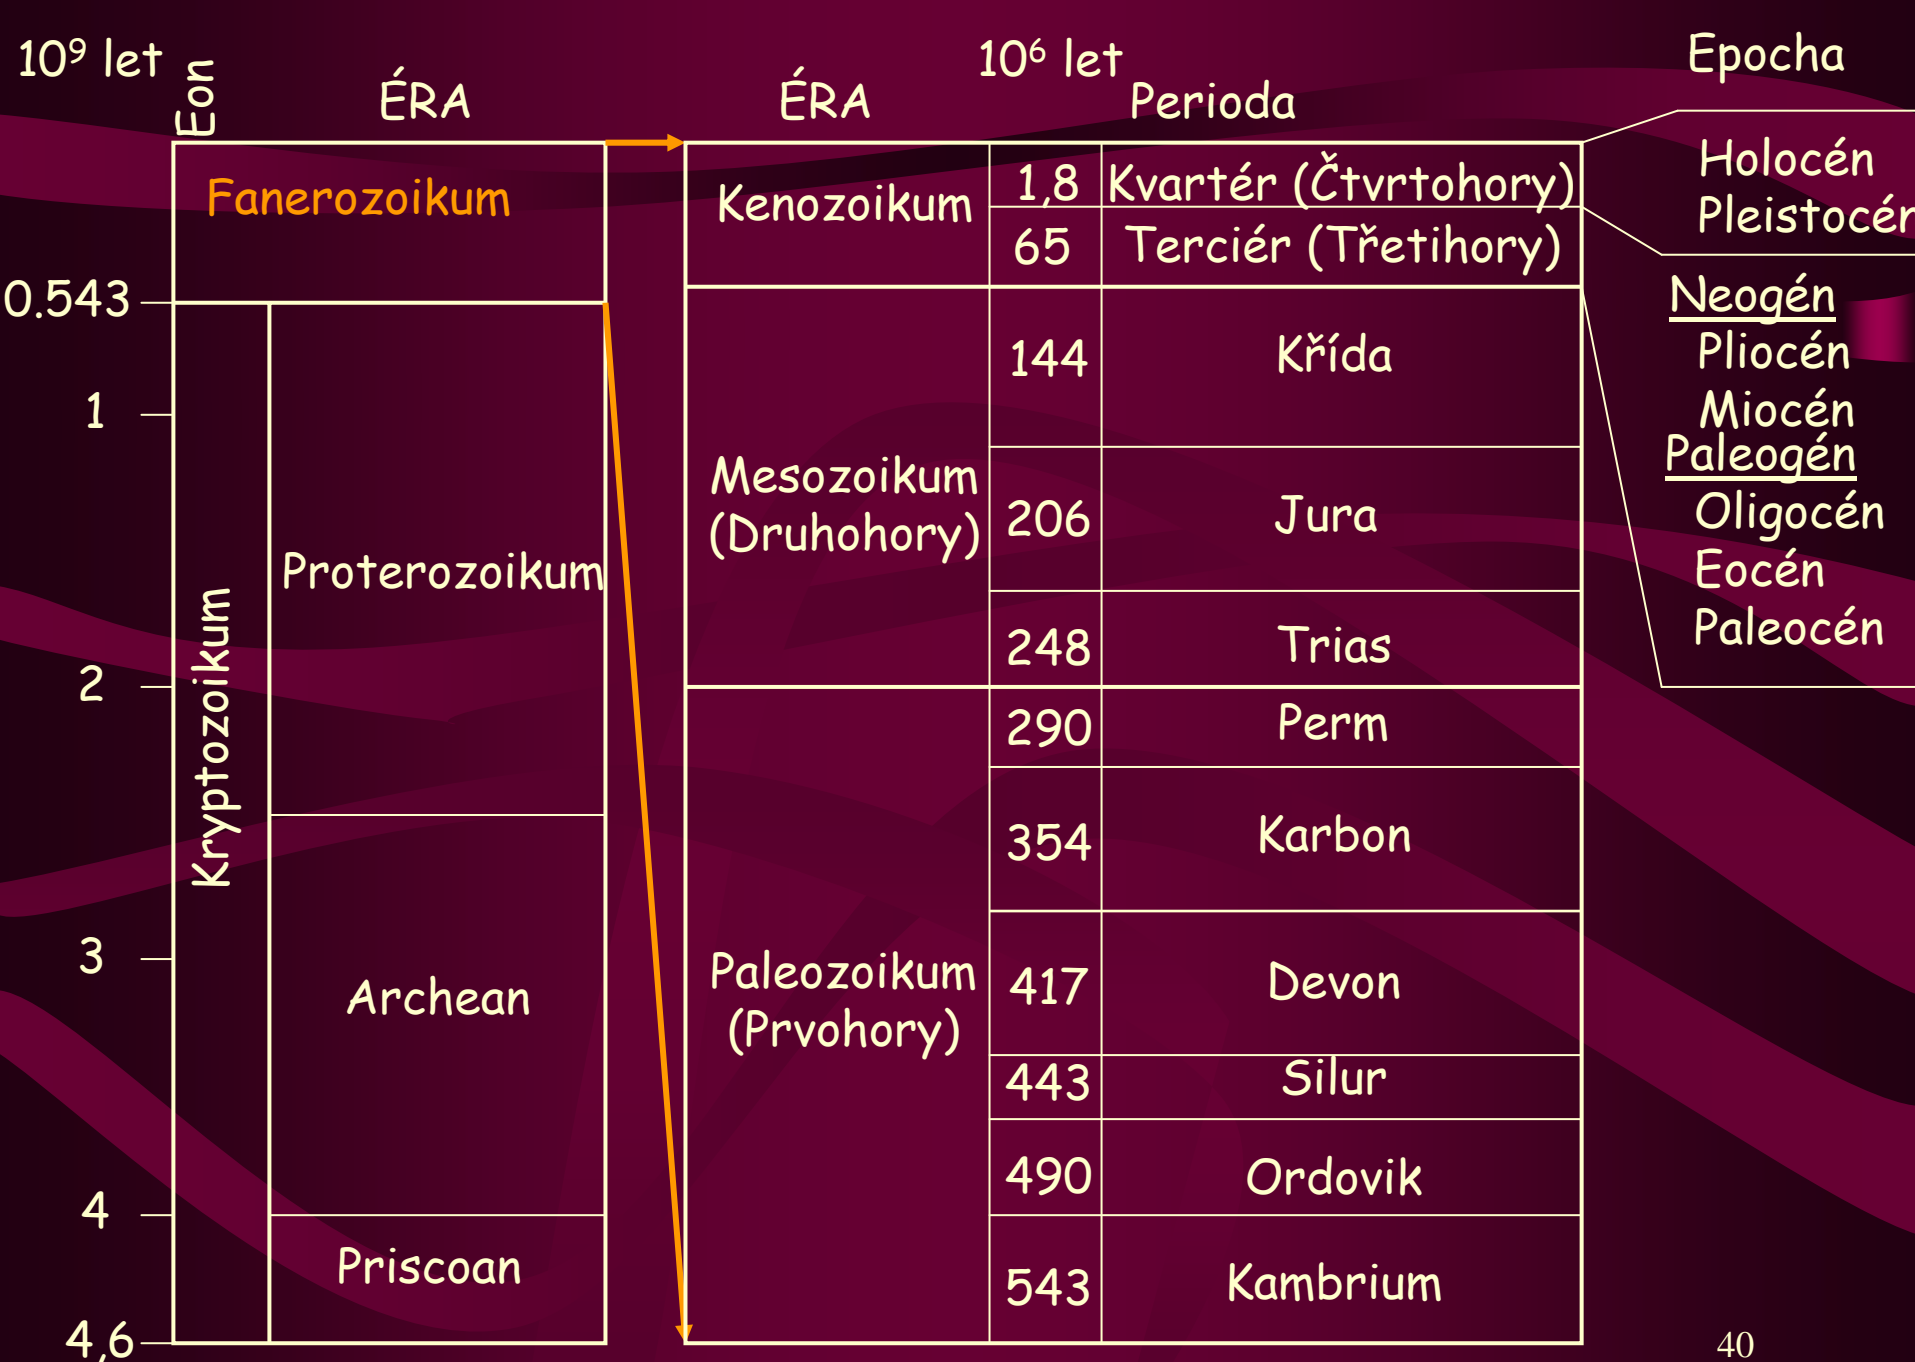 10⁹ let
Eon
ÉRA
ÉRA
10⁶ let
Perioda
Epocha
Fanerozoikum
0.543
1
2
3
4
4,6
Kryptozoikum
Proterozoikum
Archean
Priscoan
Kenozoikum
1,8 Kvartér (Čtvrtohory)
65 Terciér (Třetihory)
Mesozoikum
(Druhohory)
144 Křída
206 Jura
248 Trias
Paleozoikum
(Prvohory)
290 Perm
354 Karbon
417 Devon
443 Silur
490 Ordovik
543 Kambrium
Holocén
Pleistocén
Neogén
Pliocén
Miocén
Paleogén
Oligocén
Eocén
Paleocén
40